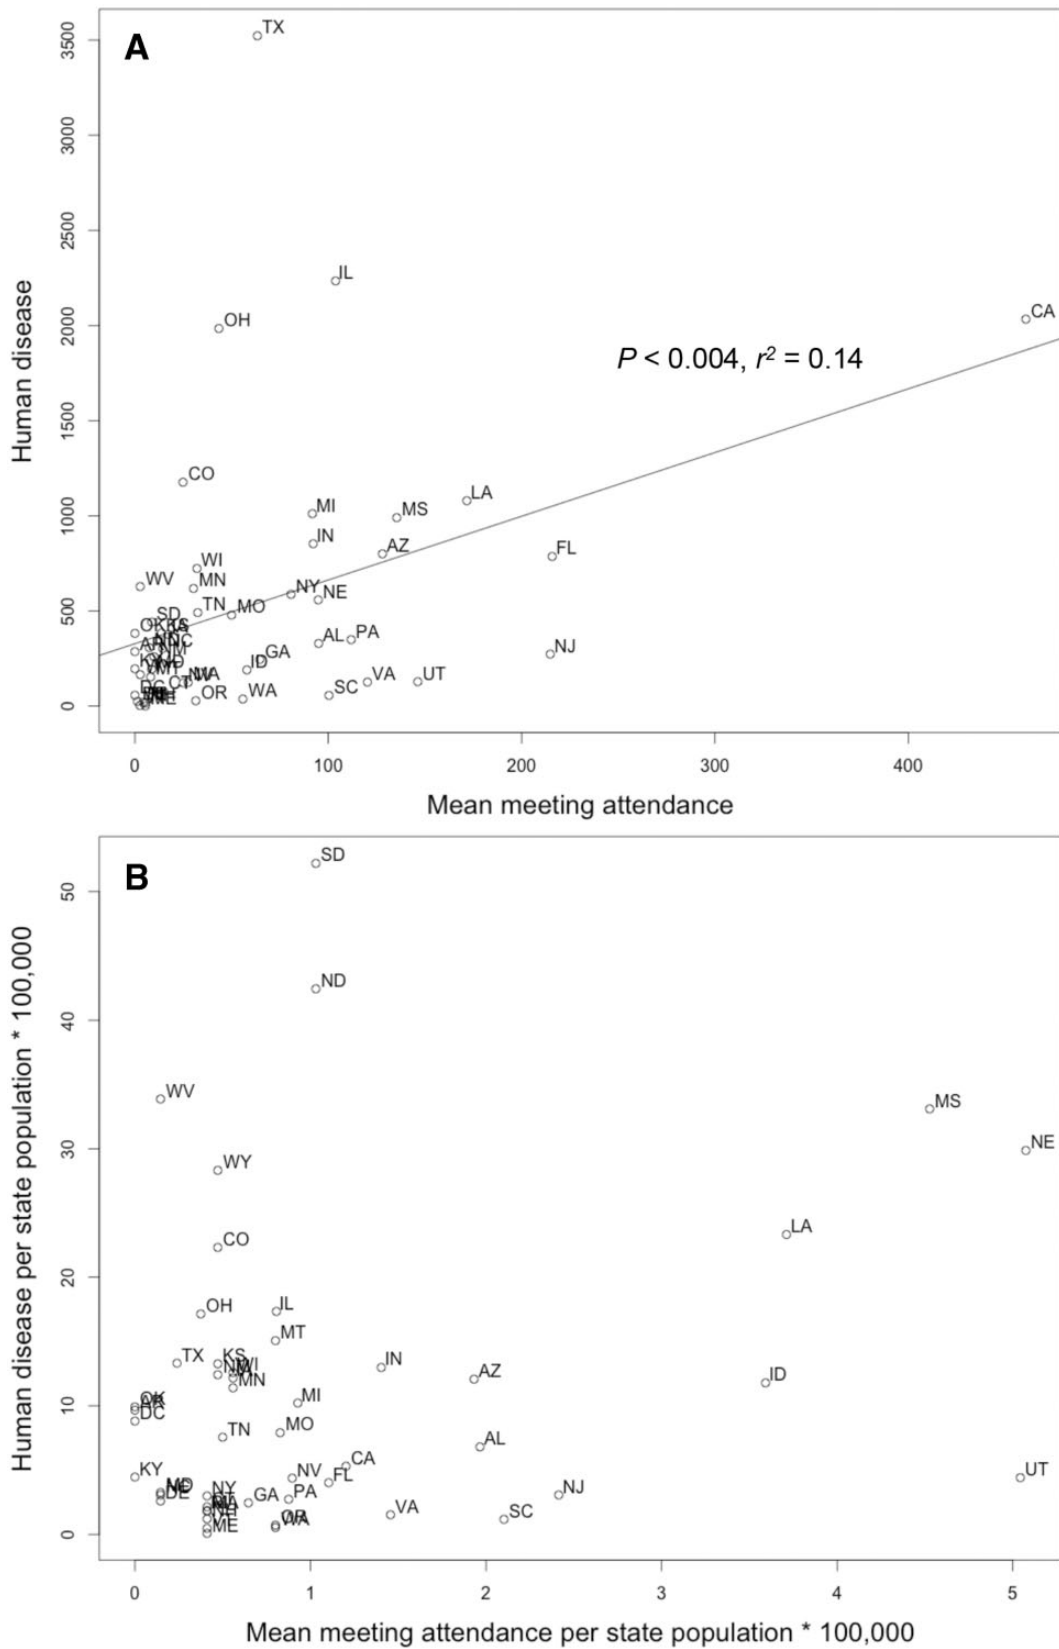 A
TX
3500
3000
2500
IL
OH
2000
CA
P < 0.004, r² = 0.14
Human disease
1500
CO
LA
MI
MS
1000
IN
AZ
FL
WI
WV
MN
NY
NE
TN
MO
500
SD
AL
PA
GA
NJ
ID
VA
UT
OR
WA
SC
0
0 100 200 300 400
Mean meeting attendance
B
SD
50
ND
40
WV
MS
NE
30
WY
LA
CO
20
Human disease per state population * 100,000
OH
IL
MT
TX
KS
WI
IN
AZ
ID
MN
MI
10
OK
DC
TN
MO
AL
CA
KY
NV
FL
UT
DE
NY
GA
PA
NJ
VA
SC
OR
WA
ME
0
0 1 2 3 4 5
Mean meeting attendance per state population * 100,000